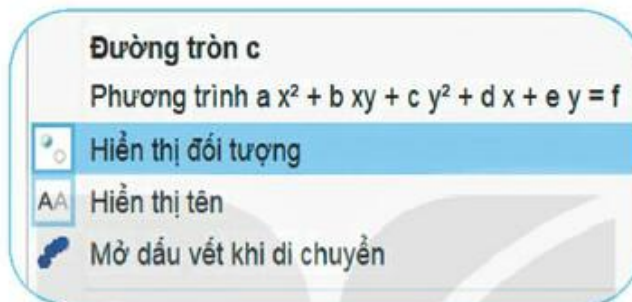 Đường tròn c
Phương trình a x² + b xy + c y² + d x + e y = f
Hiển thị đối tượng
AA Hiển thị tên
Mở dấu vết khi di chuyển